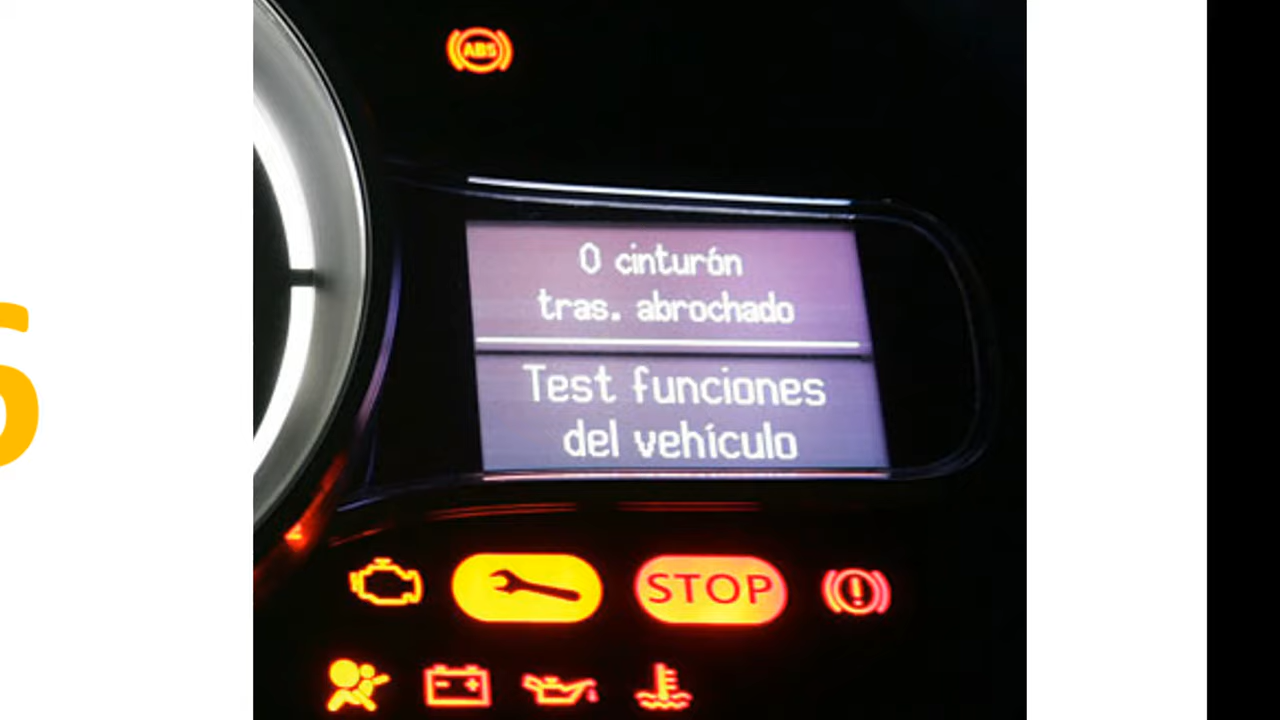 ABS
0 cinturón
tras. abrochado
Test funciones
del vehículo
STOP